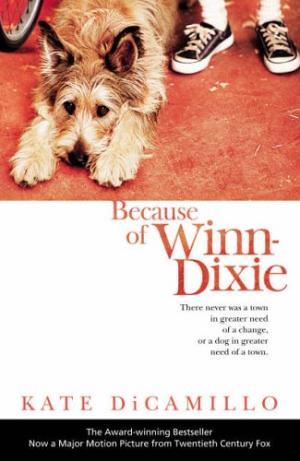 Because
of Winn-
Dixie
There never was a town
in greater need
of a change,
or a dog in greater
need of a town.
KATE DiCAMILLO
The Award-winning Bestseller
Now a Major Motion Picture from Twentieth Century Fox